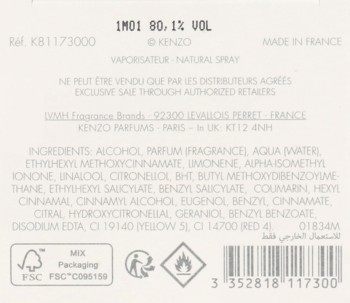 1M01 80,1% VOL
Réf. K81173000
© KENZO
MADE IN FRANCE
VAPORISATEUR - NATURAL SPRAY
NE PEUT ÊTRE VENDU QUE PAR LES DISTRIBUTEURS AGRÉÉS
EXCLUSIVE SALE THROUGH AUTHORIZED RETAILERS
LVMH Fragrance Brands - 92300 LEVALLOIS PERRET - FRANCE
KENZO PARFUMS - PARIS – In UK: KT12 4NH
INGREDIENTS: ALCOHOL, PARFUM (FRAGRANCE), AQUA (WATER),
ETHYLHEXYL METHOXYCINNAMATE, LIMONENE, ALPHA-ISOMETHYL
IONONE, LINALOOL, CITRONELLOL, BHT, BUTYL METHOXYDIBENZOYLME-
THANE, ETHYLHEXYL SALICYLATE, BENZYL SALICYLATE, COUMARIN, HEXYL
CINNAMAL, CINNAMYL ALCOHOL, EUGENOL, BENZYL, CINNAMATE,
CITRAL, HYDROXYCITRONELLAL, GERANIOL, BENZYL BENZOATE,
DISODIUM EDTA, CI 19140 (YELLOW 5), CI 14700 (RED 4). 01834M
للاستعمال الخارجي فقط
FSC
MIX
Packaging
FSC™C095159
3 352818 117300